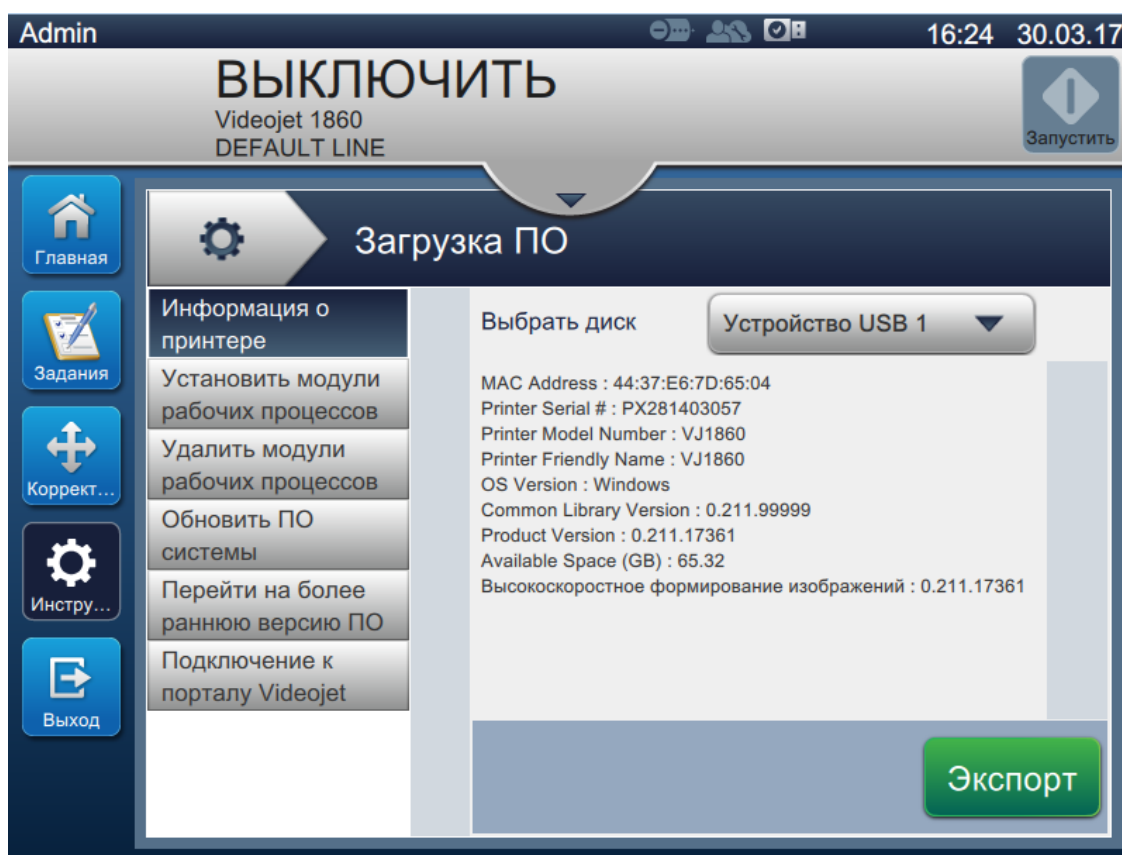 Admin
16:24 30.03.17
ВЫКЛЮЧИТЬ
Videojet 1860
DEFAULT LINE
Запустить
Главная
Задания
Коррект...
Инстру...
Выход
Загрузка ПО
Информация о
принтере
Установить модули
рабочих процессов
Удалить модули
рабочих процессов
Обновить ПО
системы
Перейти на более
раннюю версию ПО
Подключение к
порталу Videojet
Выбрать диск
Устройство USB 1
MAC Address : 44:37:E6:7D:65:04
Printer Serial # : PX281403057
Printer Model Number : VJ1860
Printer Friendly Name : VJ1860
OS Version : Windows
Common Library Version : 0.211.99999
Product Version : 0.211.17361
Available Space (GB) : 65.32
Высокоскоростное формирование изображений : 0.211.17361
Экспорт